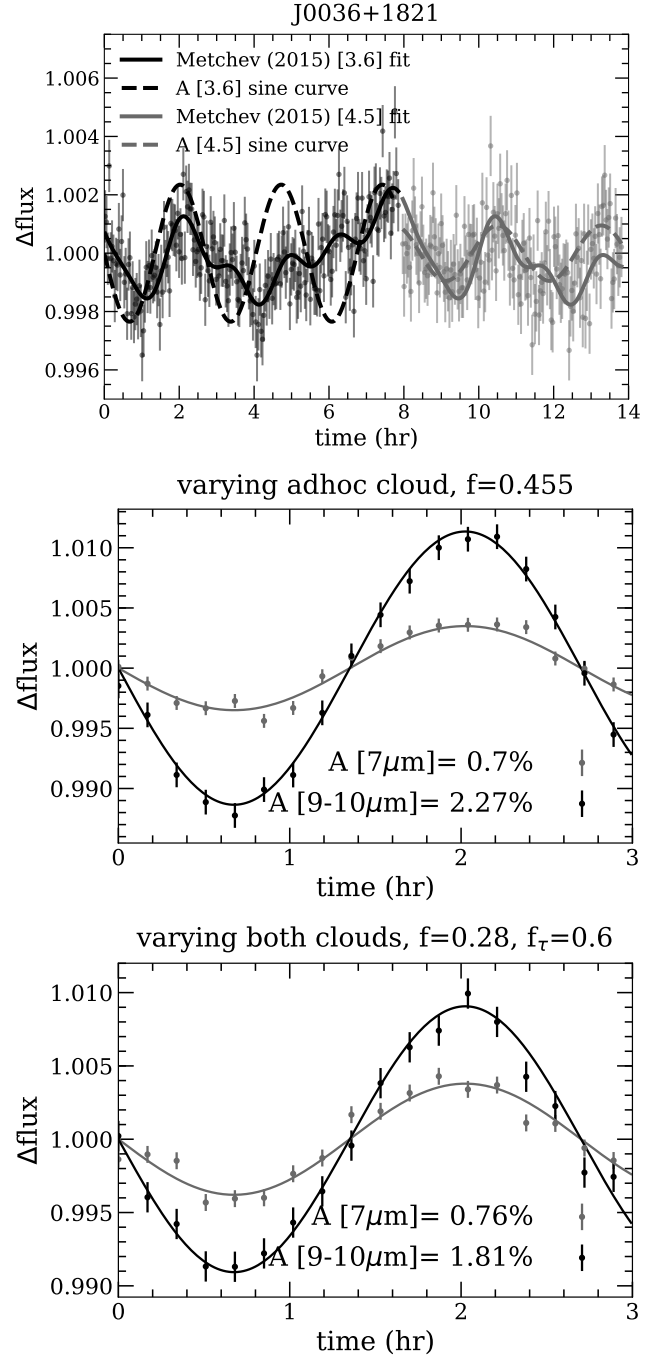 J0036+1821
Metchev (2015) [3.6] fit
A [3.6] sine curve
Metchev (2015) [4.5] fit
A [4.5] sine curve
1.006
1.004
1.002
1.000
0.998
0.996
Δflux
0 2 4 6 8 10 12 14
time (hr)
varying adhoc cloud, f=0.455
1.010
1.005
1.000
0.995
0.990
Δflux
A [7μm]= 0.7%
A [9-10μm]= 2.27%
0 1 2 3
time (hr)
varying both clouds, f=0.28, fτ=0.6
1.010
1.005
1.000
0.995
0.990
Δflux
A [7μm]= 0.76%
A [9-10μm]= 1.81%
0 1 2 3
time (hr)